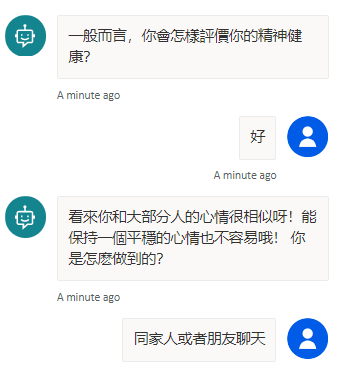 一般而言，你會怎樣評價你的精神健
康？
A minute ago
好
A minute ago
看來你和大部分人的心情很相似呀！能
保持一個平穩的心情也不容易哦！ 你
是怎麽做到的？
A minute ago
同家人或者朋友聊天